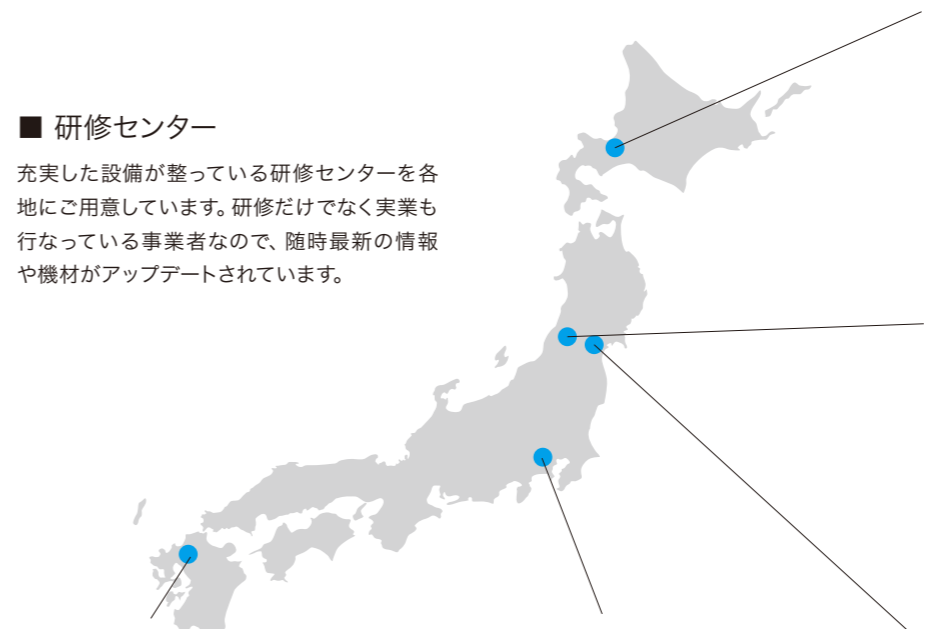 ■ 研修センター
充実した設備が整っている研修センターを各
地にご用意しています。研修だけでなく実業も
行なっている事業者なので、随時最新の情報
や機材がアップデートされています。